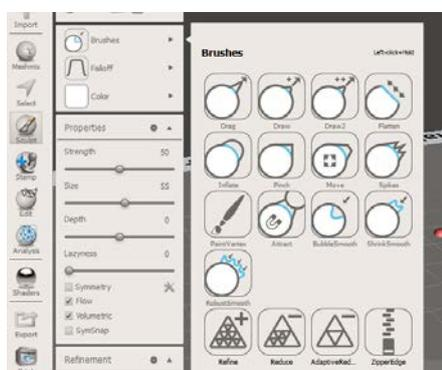 Import
Meshmix
Select
Sculpt
Stamp
Edit
Analysis
Shaders
Export
Brushes
Falloff
Color
Properties
Strength 50
Size 55
Depth 0
Lazyness 0
Symmetry
Flow
Volumetric
SymSnap
Refinement
Brushes Left-click+Hold
Drag Draw Draw2 Flatten
Inflate Pinch Move Spikes
PaintVertex Attract BubbleSmooth ShrinkSmooth
RobustSmooth
Refine Reduce AdaptiveRed... ZipperEdge